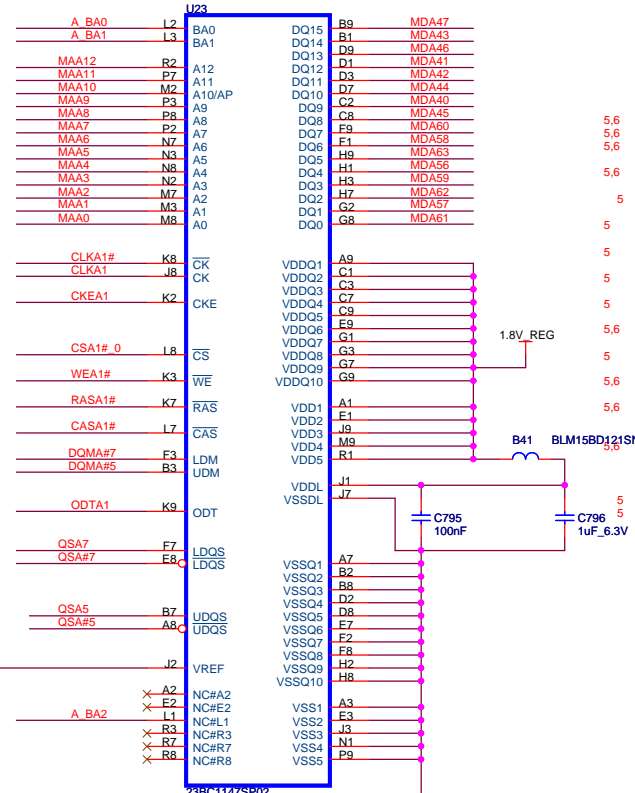 U23
A_BA0 L2 BA0 DQ15 B9 MDA47
A_BA1 L3 BA1 DQ14 B1 MDA43
DQ13 D9 MDA46
MAA12 R2 A12 DQ12 D1 MDA41
MAA11 P7 A11 DQ11 D3 MDA42
MAA10 M2 A10/AP DQ10 D7 MDA44
MAA9 P3 A9 DQ9 C2 MDA40
MAA8 P8 A8 DQ8 C8 MDA45 5,6
MAA7 P2 A7 DQ7 F9 MDA60 5,6
MAA6 N7 A6 DQ6 F1 MDA58 5,6
MAA5 N3 A5 DQ5 H9 MDA63
MAA4 N8 A4 DQ4 H1 MDA56 5,6
MAA3 N2 A3 DQ3 H3 MDA59
MAA2 M7 A2 DQ2 H7 MDA62 5
MAA1 M3 A1 DQ1 G2 MDA57
MAA0 M8 A0 DQ0 G8 MDA61 5
5
CLKA1# K8 CK VDDQ1 A9
CLKA1 J8 CK VDDQ2 C1 5
VDDQ3 C3
CKEA1 K2 CKE VDDQ4 C7 5
VDDQ5 C9
VDDQ6 E9 5,6
VDDQ7 G1 1.8V_REG
CSA1#_0 L8 CS VDDQ8 G3 5
VDDQ9 G7
WEA1# K3 WE VDDQ10 G9 5,6
RASA1# K7 RAS VDD1 A1 5,6
VDD2 E1
CASA1# L7 CAS VDD3 J9
VDD4 M9 B41 BLM15BD121SN 5,6
DQMA#7 F3 LDM VDD5 R1
DQMA#5 B3 UDM
VDDL J1
VSSDL J7 5
ODTA1 K9 ODT 5
C795 C796
100nF 1uF_6.3V
QSA7 F7 LDQS
QSA#7 E8 LDQS VSSQ1 A7
VSSQ2 B2
VSSQ3 B8
VSSQ4 D2
QSA5 B7 UDQS VSSQ5 D8
QSA#5 A8 UDQS VSSQ6 E7
VSSQ7 F2
VSSQ8 F8
J2 VREF VSSQ9 H2
VSSQ10 H8
A2 NC#A2
E2 NC#E2 VSS1 A3
A_BA2 L1 NC#L1 VSS2 E3
R3 NC#R3 VSS3 J3
R7 NC#R7 VSS4 N1
R8 NC#R8 VSS5 P9
23BC1147SP02